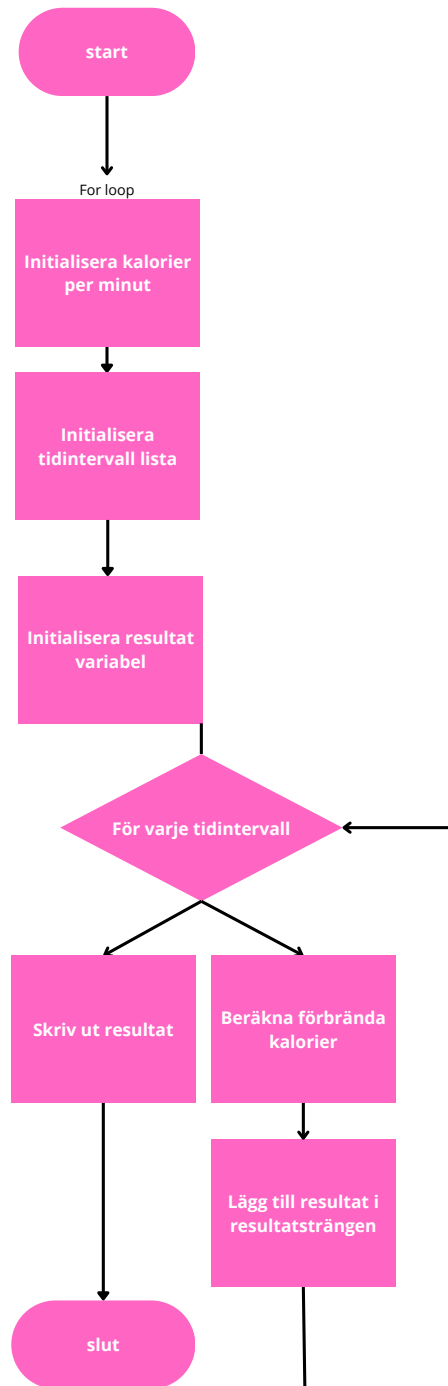 start
For loop
Initialisera kalorier
per minut
Initialisera
tidintervall lista
Initialisera resultat
variabel
För varje tidintervall
Skriv ut resultat
Beräkna förbrända
kalorier
Lägg till resultat i
resultatsträngen
slut